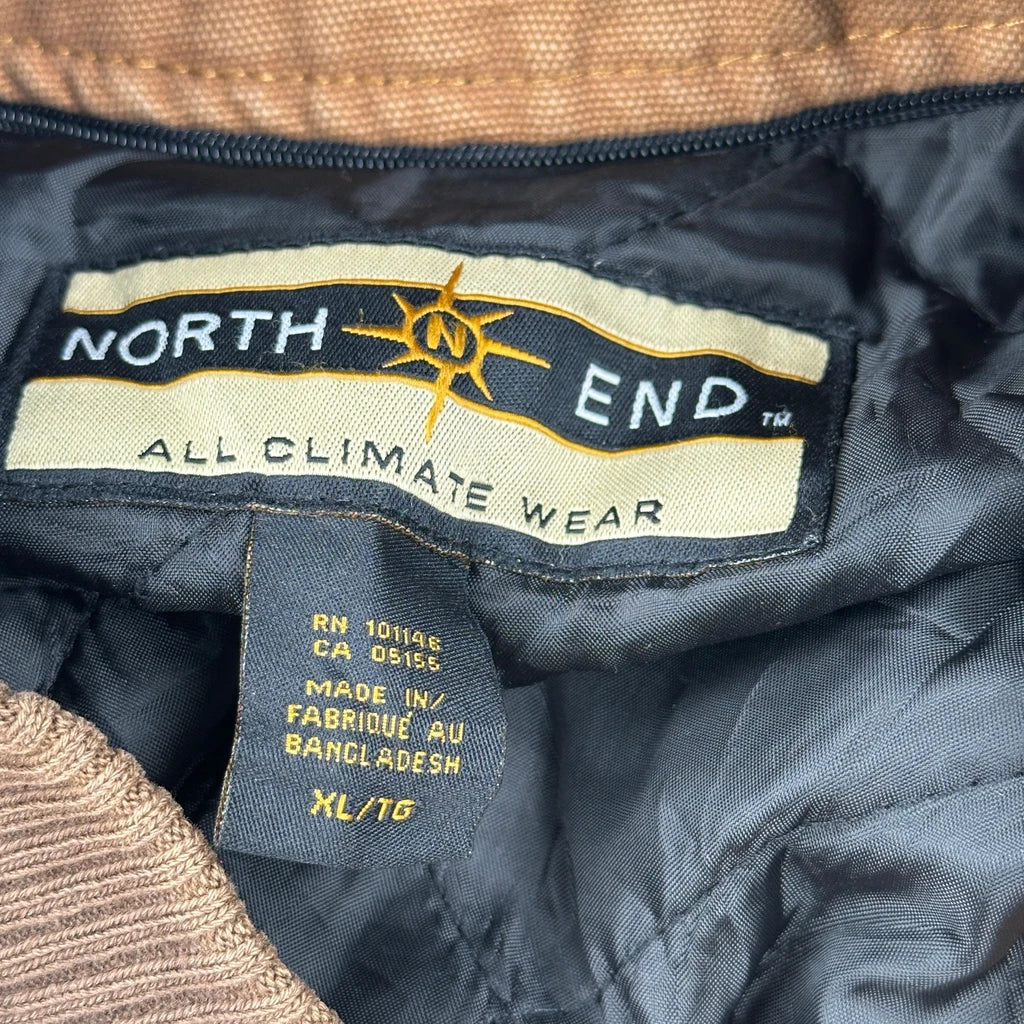 NORTH N END TM
ALL CLIMATE WEAR
RN 101146
CA 05155
MADE IN/
FABRIQUÉ AU
BANGLADESH
XL/TG